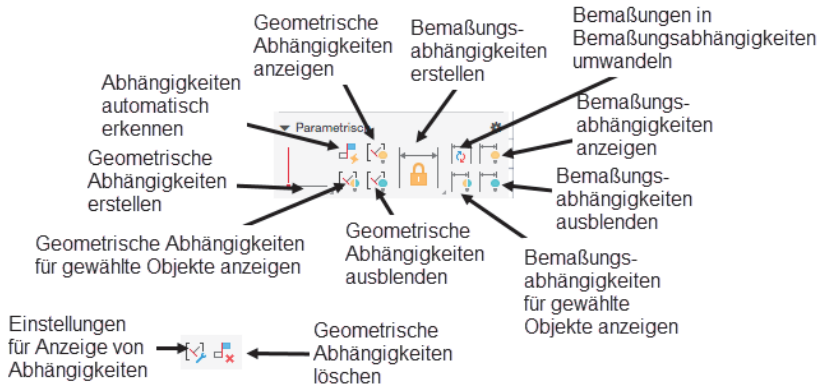 Geometrische
Abhängigkeiten
anzeigen
Bemaßungs-
abhängigkeiten
erstellen
Bemaßungen in
Bemaßungsabhängigkeiten
umwandeln
Abhängigkeiten
automatisch
erkennen
Parametrisch
Bemaßungs-
abhängigkeiten
anzeigen
Geometrische
Abhängigkeiten
erstellen
Bemaßungs-
abhängigkeiten
ausblenden
Geometrische Abhängigkeiten
für gewählte Objekte anzeigen
Geometrische
Abhängigkeiten
ausblenden
Bemaßungs-
abhängigkeiten
für gewählte
Objekte anzeigen
Einstellungen
für Anzeige von
Abhängigkeiten
Geometrische
Abhängigkeiten
löschen